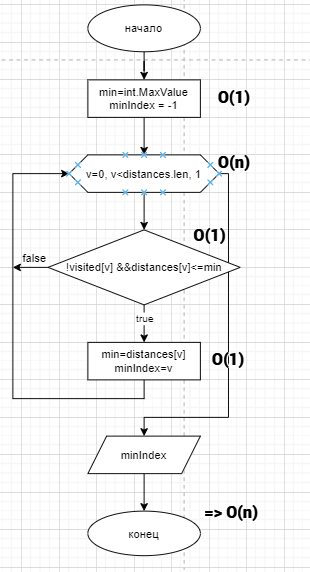 начало
min=int.MaxValue
minIndex = -1
O(1)
O(n)
v=0, v<distances.len, 1
O(1)
false
!visited[v] &&distances[v]<=min
true
min=distances[v]
minIndex=v
O(1)
minIndex
=> O(n)
конец